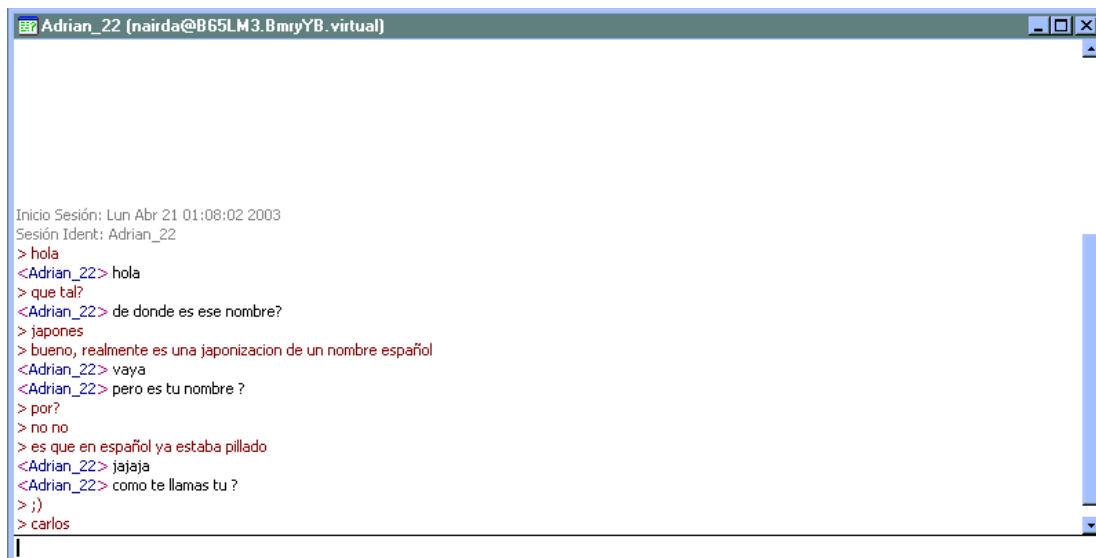 Adrian_22 (nairda@B65LM3.BmryYB.virtual)
Inicio Sesión: Lun Abr 21 01:08:02 2003
Sesión Ident: Adrian_22
> hola
<Adrian_22> hola
> que tal?
<Adrian_22> de donde es ese nombre?
> japones
> bueno, realmente es una japonizacion de un nombre español
<Adrian_22> vaya
<Adrian_22> pero es tu nombre ?
> por?
> no no
> es que en español ya estaba pillado
<Adrian_22> jajaja
<Adrian_22> como te llamas tu ?
> ;)
> carlos